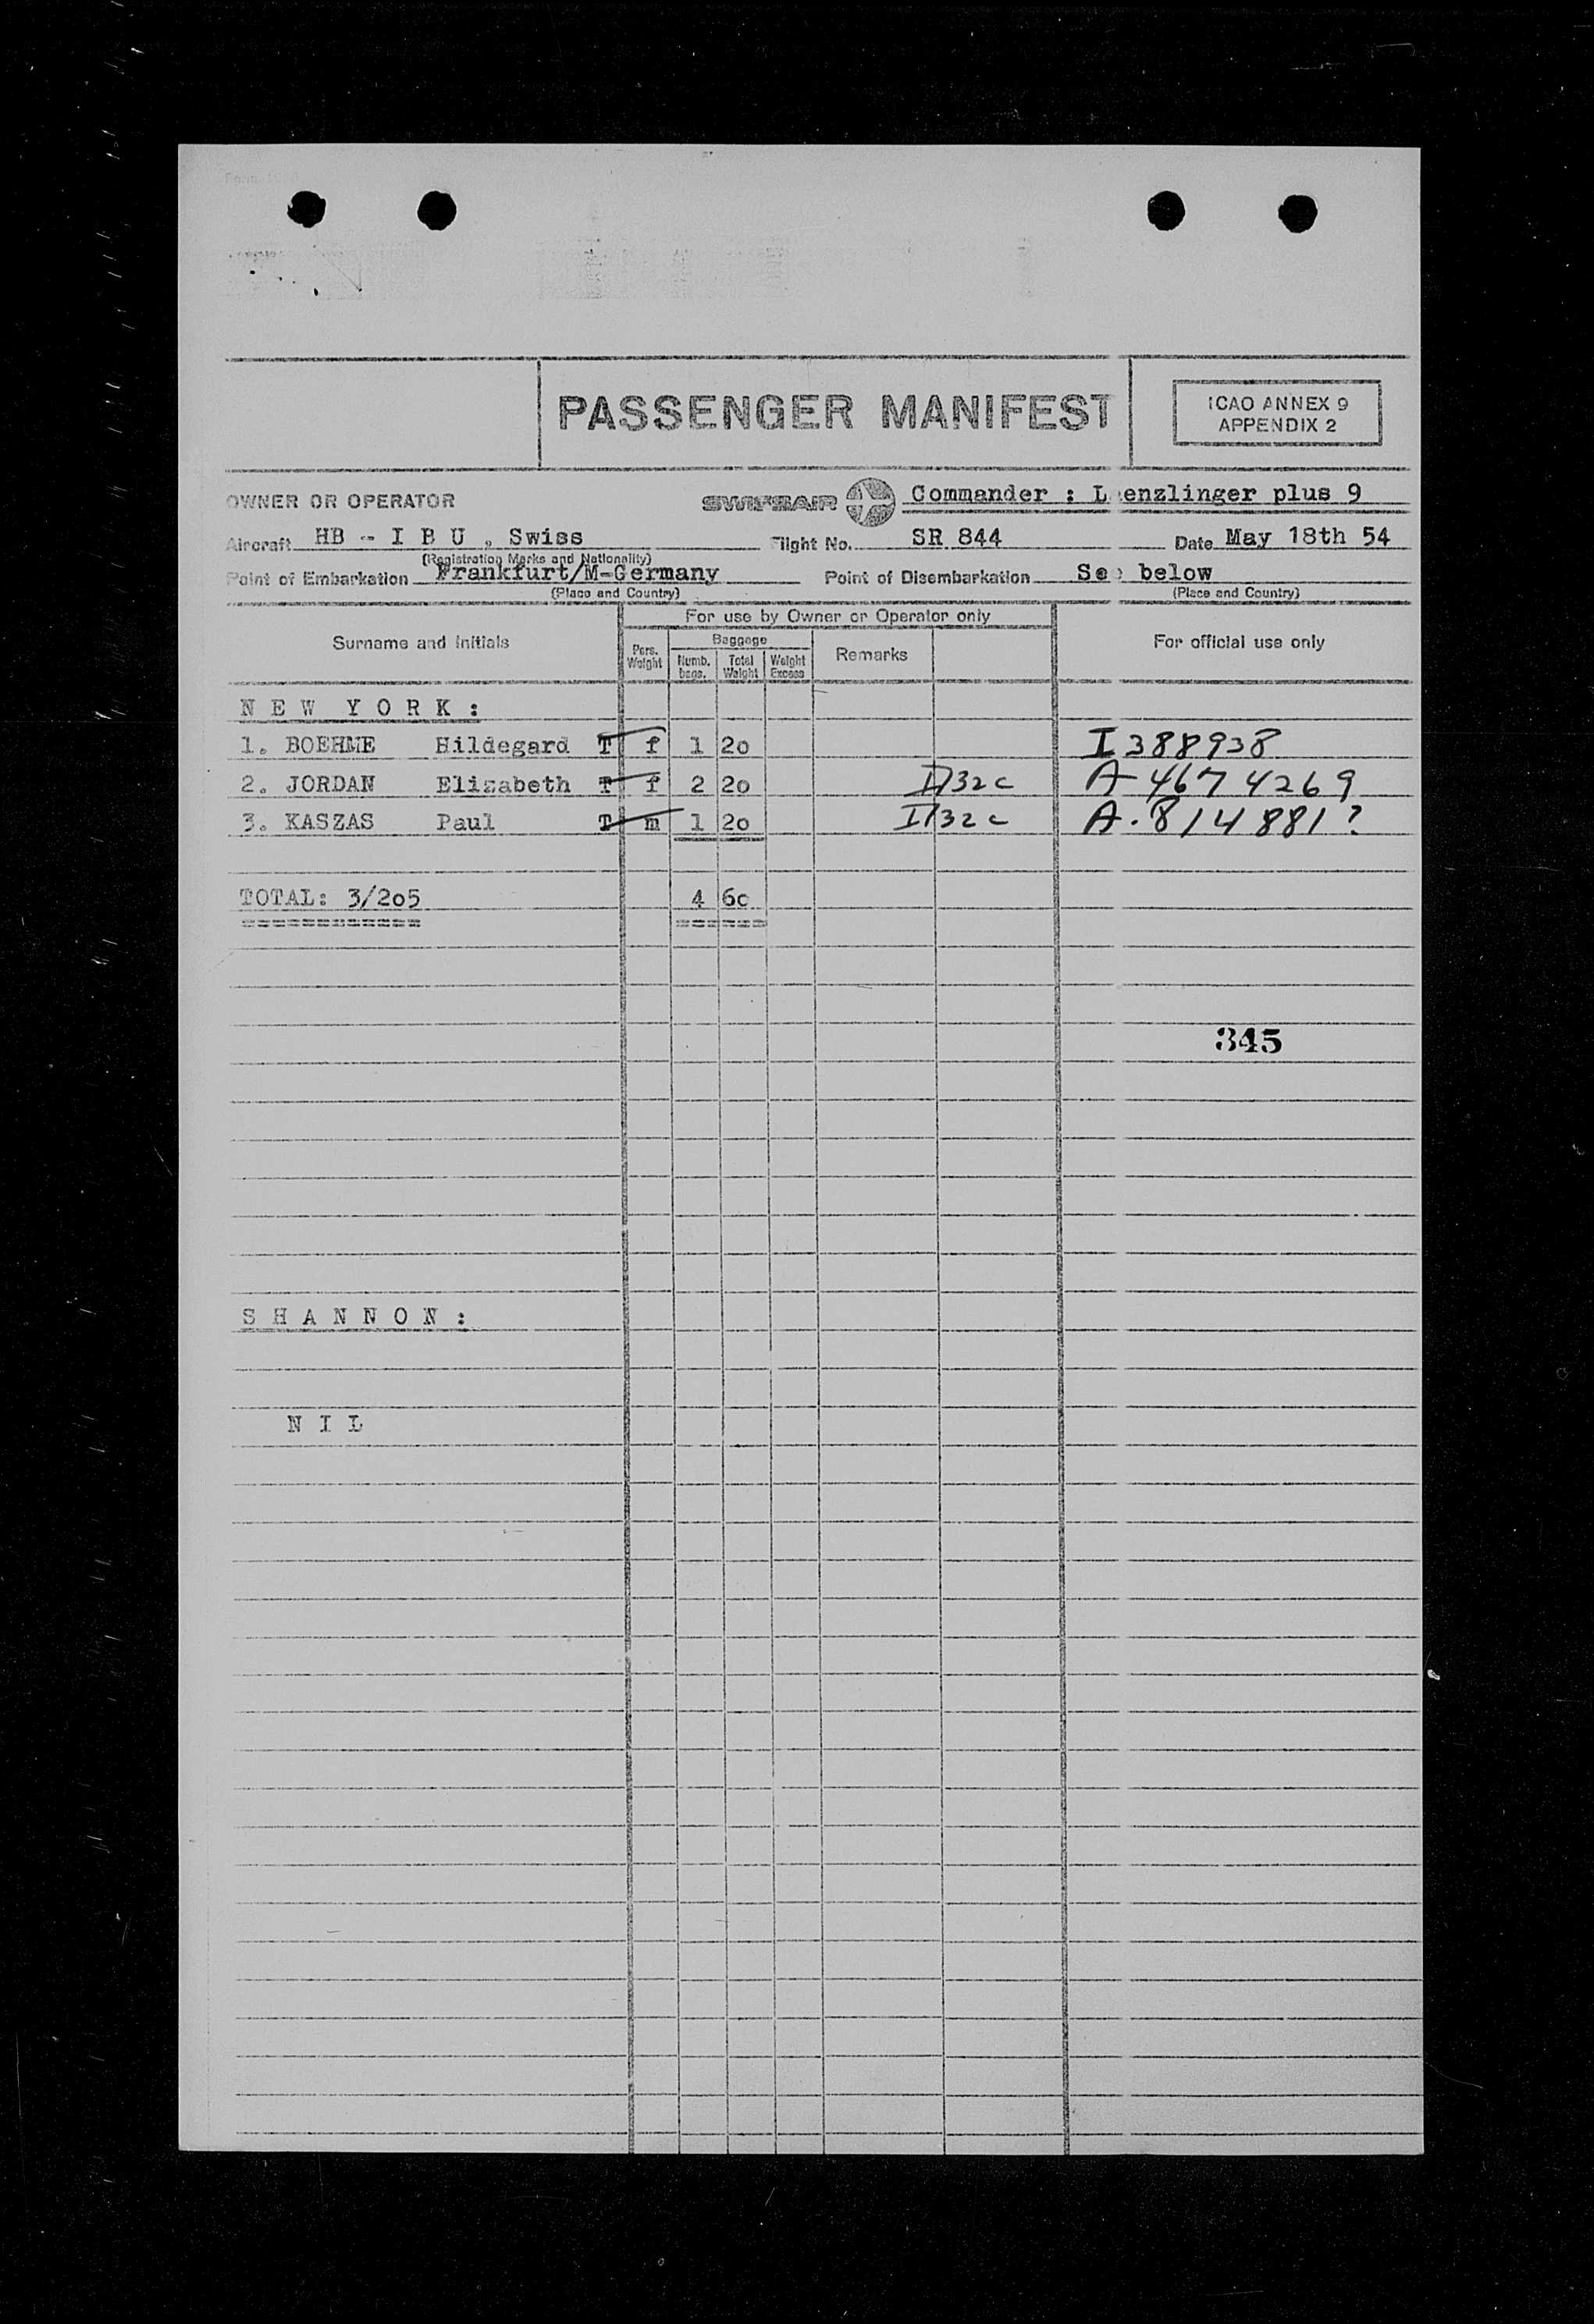 PASSENGER MANIFEST
ICAO ANNEX 9
APPENDIX 2
OWNER OR OPERATOR SWISSAIR Commander : L enzlinger plus 9
Aircraft HB - I B U , Swiss Flight No. SR 844 Date May 18th 54
(Registration Marks and Nationality)
Point of Embarkation Frankfurt/M-Germany Point of Disembarkation See below
(Place and Country) (Place and Country)
Surname and Initials For use by Owner or Operator only For official use only
Pers. Weight Baggage Remarks
Numb. bags. Total Weight Weight Excess
N E W Y O R K :
1. BOEHME Hildegard T f 1 20 I 388938
2. JORDAN Elizabeth T f 2 20 II/32c A-4674269
3. KASZAS Paul T m 1 20 II/32c A-814881?
TOTAL: 3/205 4 60
=============
345
S H A N N O N :
N I L